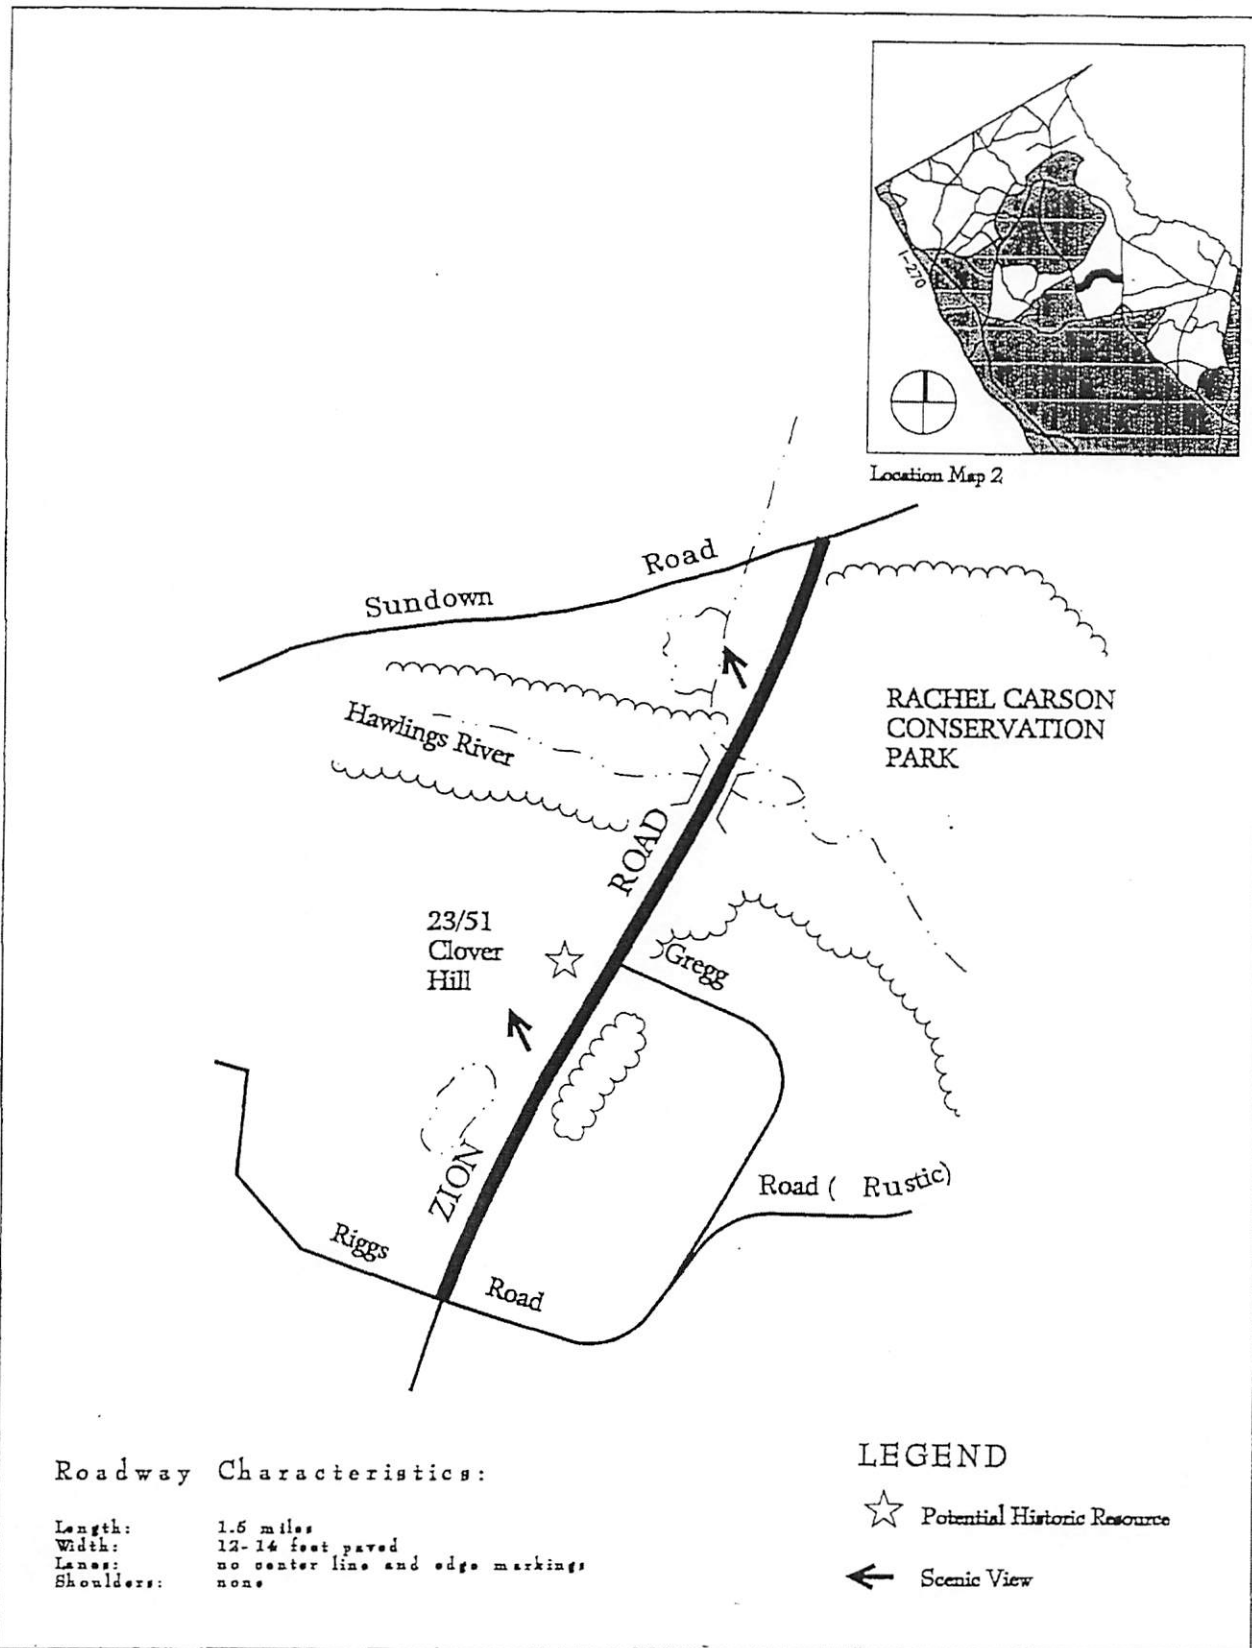 I-270
Location Map 2
Sundown Road
Hawlings River
RACHEL CARSON
CONSERVATION
PARK
ZION ROAD
23/51
Clover
Hill
Gregg
Road ( Rustic)
Riggs
Road
Roadway Characteristics:
Length: 1.5 miles
Width: 12-14 feet paved
Lanes: no center line and edge markings
Shoulders: none
LEGEND
Potential Historic Resource
Scenic View